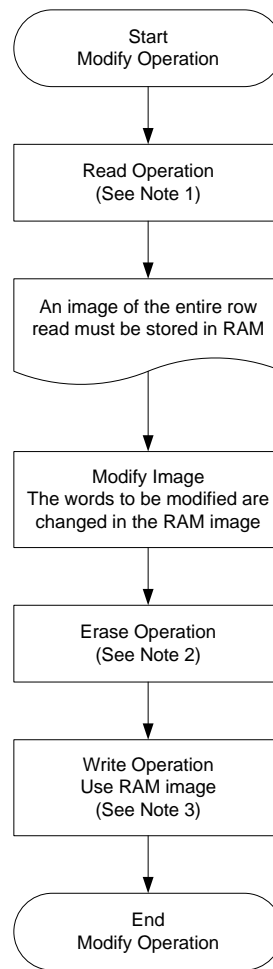 Start
Modify Operation
Read Operation
(See Note 1)
An image of the entire row
read must be stored in RAM
Modify Image
The words to be modified are
changed in the RAM image
Erase Operation
(See Note 2)
Write Operation
Use RAM image
(See Note 3)
End
Modify Operation